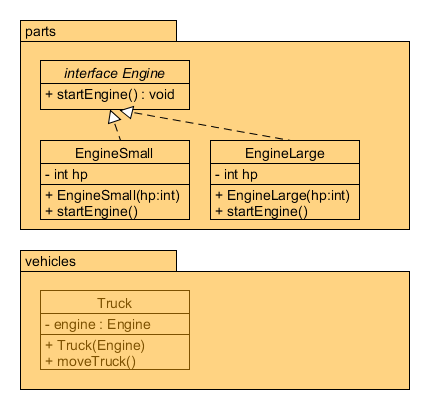 parts
interface Engine
+ startEngine() : void
EngineSmall
- int hp
+ EngineSmall(hp:int)
+ startEngine()
EngineLarge
- int hp
+ EngineLarge(hp:int)
+ startEngine()
vehicles
Truck
- engine : Engine
+ Truck(Engine)
+ moveTruck()